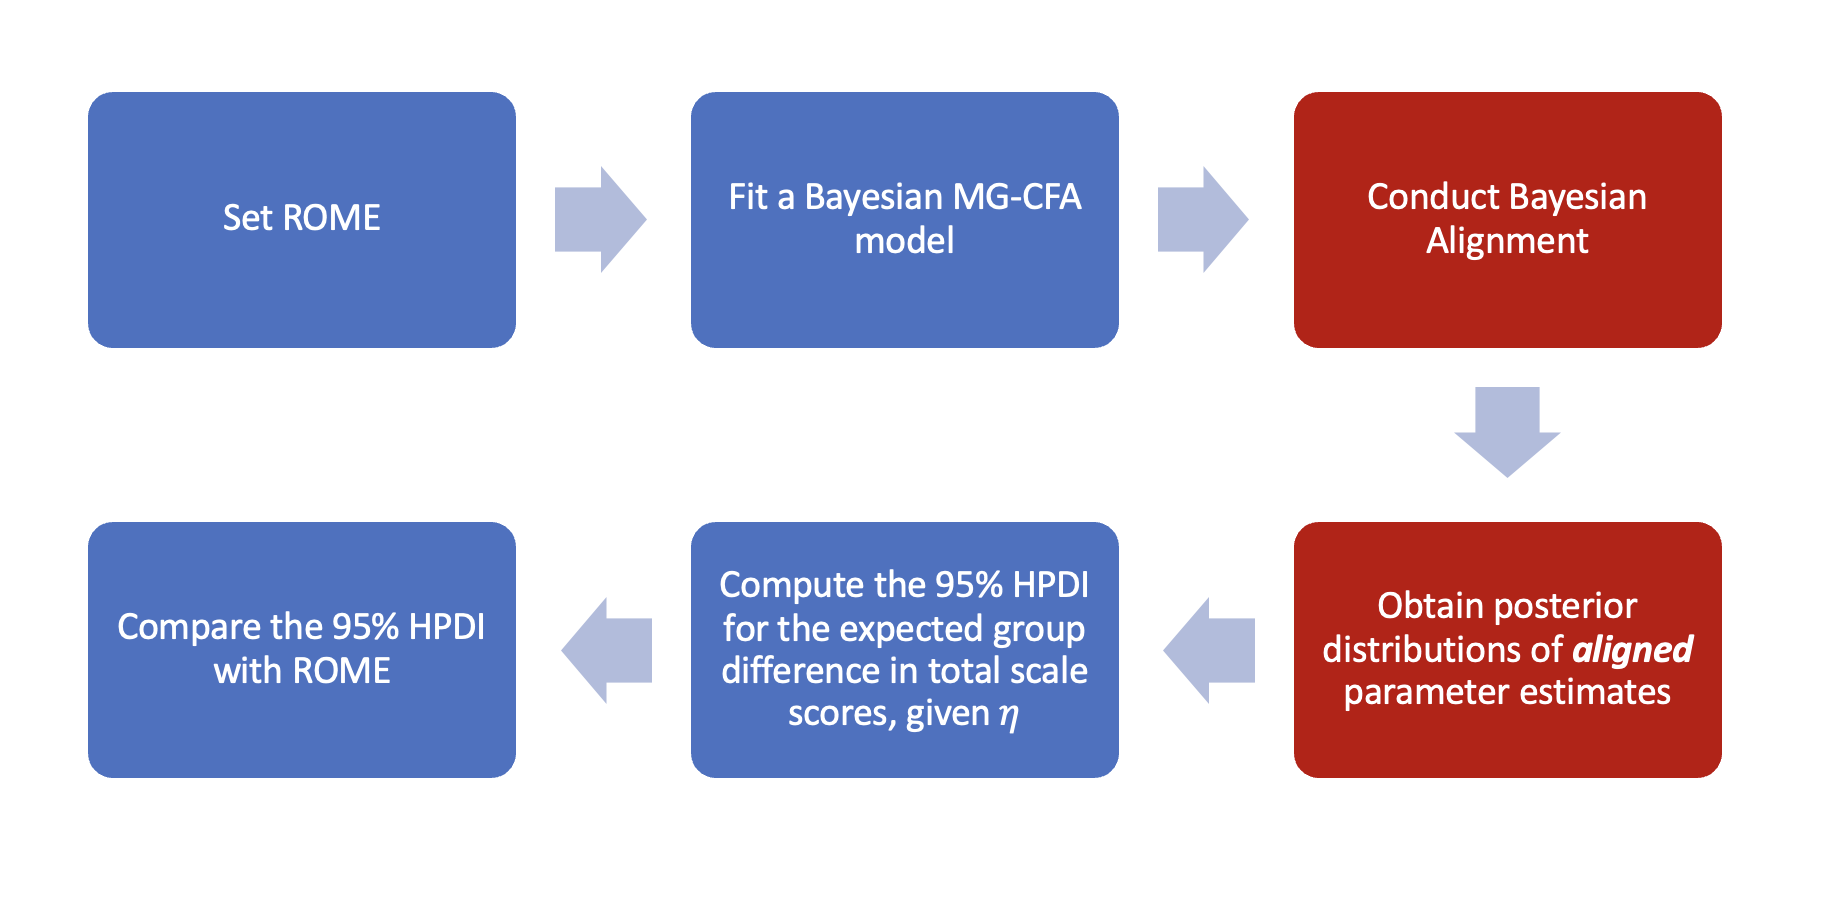 Set ROME
Fit a Bayesian MG-CFA
model
Conduct Bayesian
Alignment
Obtain posterior
distributions of aligned
parameter estimates
Compute the 95% HPDI
for the expected group
difference in total scale
scores, given η
Compare the 95% HPDI
with ROME